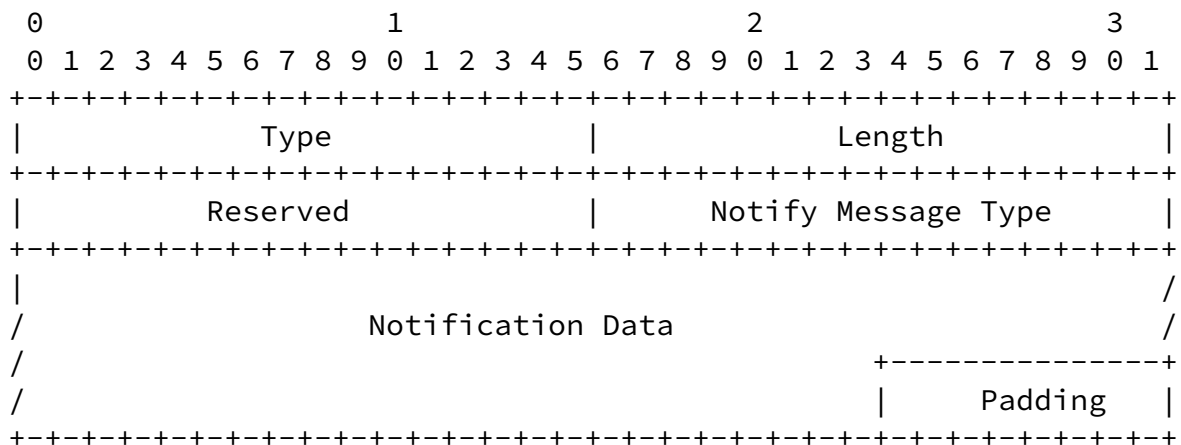 0                   1                   2                   3
 0 1 2 3 4 5 6 7 8 9 0 1 2 3 4 5 6 7 8 9 0 1 2 3 4 5 6 7 8 9 0 1
+-+-+-+-+-+-+-+-+-+-+-+-+-+-+-+-+-+-+-+-+-+-+-+-+-+-+-+-+-+-+-+-+
|             Type              |             Length            |
+-+-+-+-+-+-+-+-+-+-+-+-+-+-+-+-+-+-+-+-+-+-+-+-+-+-+-+-+-+-+-+-+
|          Reserved             |      Notify Message Type      |
+-+-+-+-+-+-+-+-+-+-+-+-+-+-+-+-+-+-+-+-+-+-+-+-+-+-+-+-+-+-+-+-+
|                                                               /
/                   Notification Data                           /
/                                               +---------------+
/                                               |     Padding   |
+-+-+-+-+-+-+-+-+-+-+-+-+-+-+-+-+-+-+-+-+-+-+-+-+-+-+-+-+-+-+-+-+